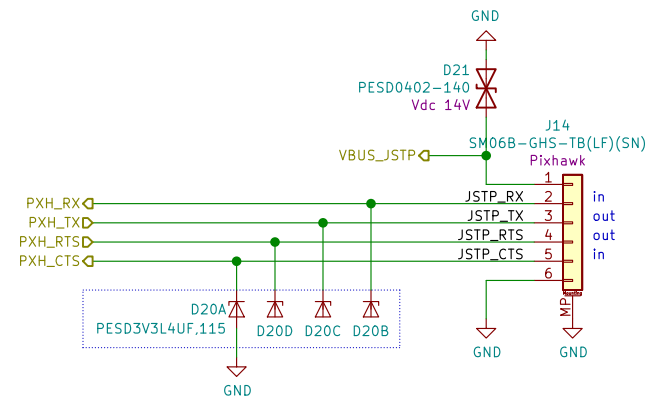 GND
D21
PESD0402-140
Vdc 14V
J14
SM06B-GHS-TB(LF)(SN)
Pixhawk
VBUS_JSTP
1
PXH_RX
JSTP_RX
2
in
PXH_TX
JSTP_TX
3
out
PXH_RTS
JSTP_RTS
4
out
PXH_CTS
JSTP_CTS
5
in
6
Mounting
MP
D20A
PESD3V3L4UF,115
D20D
D20C
D20B
GND
GND
GND